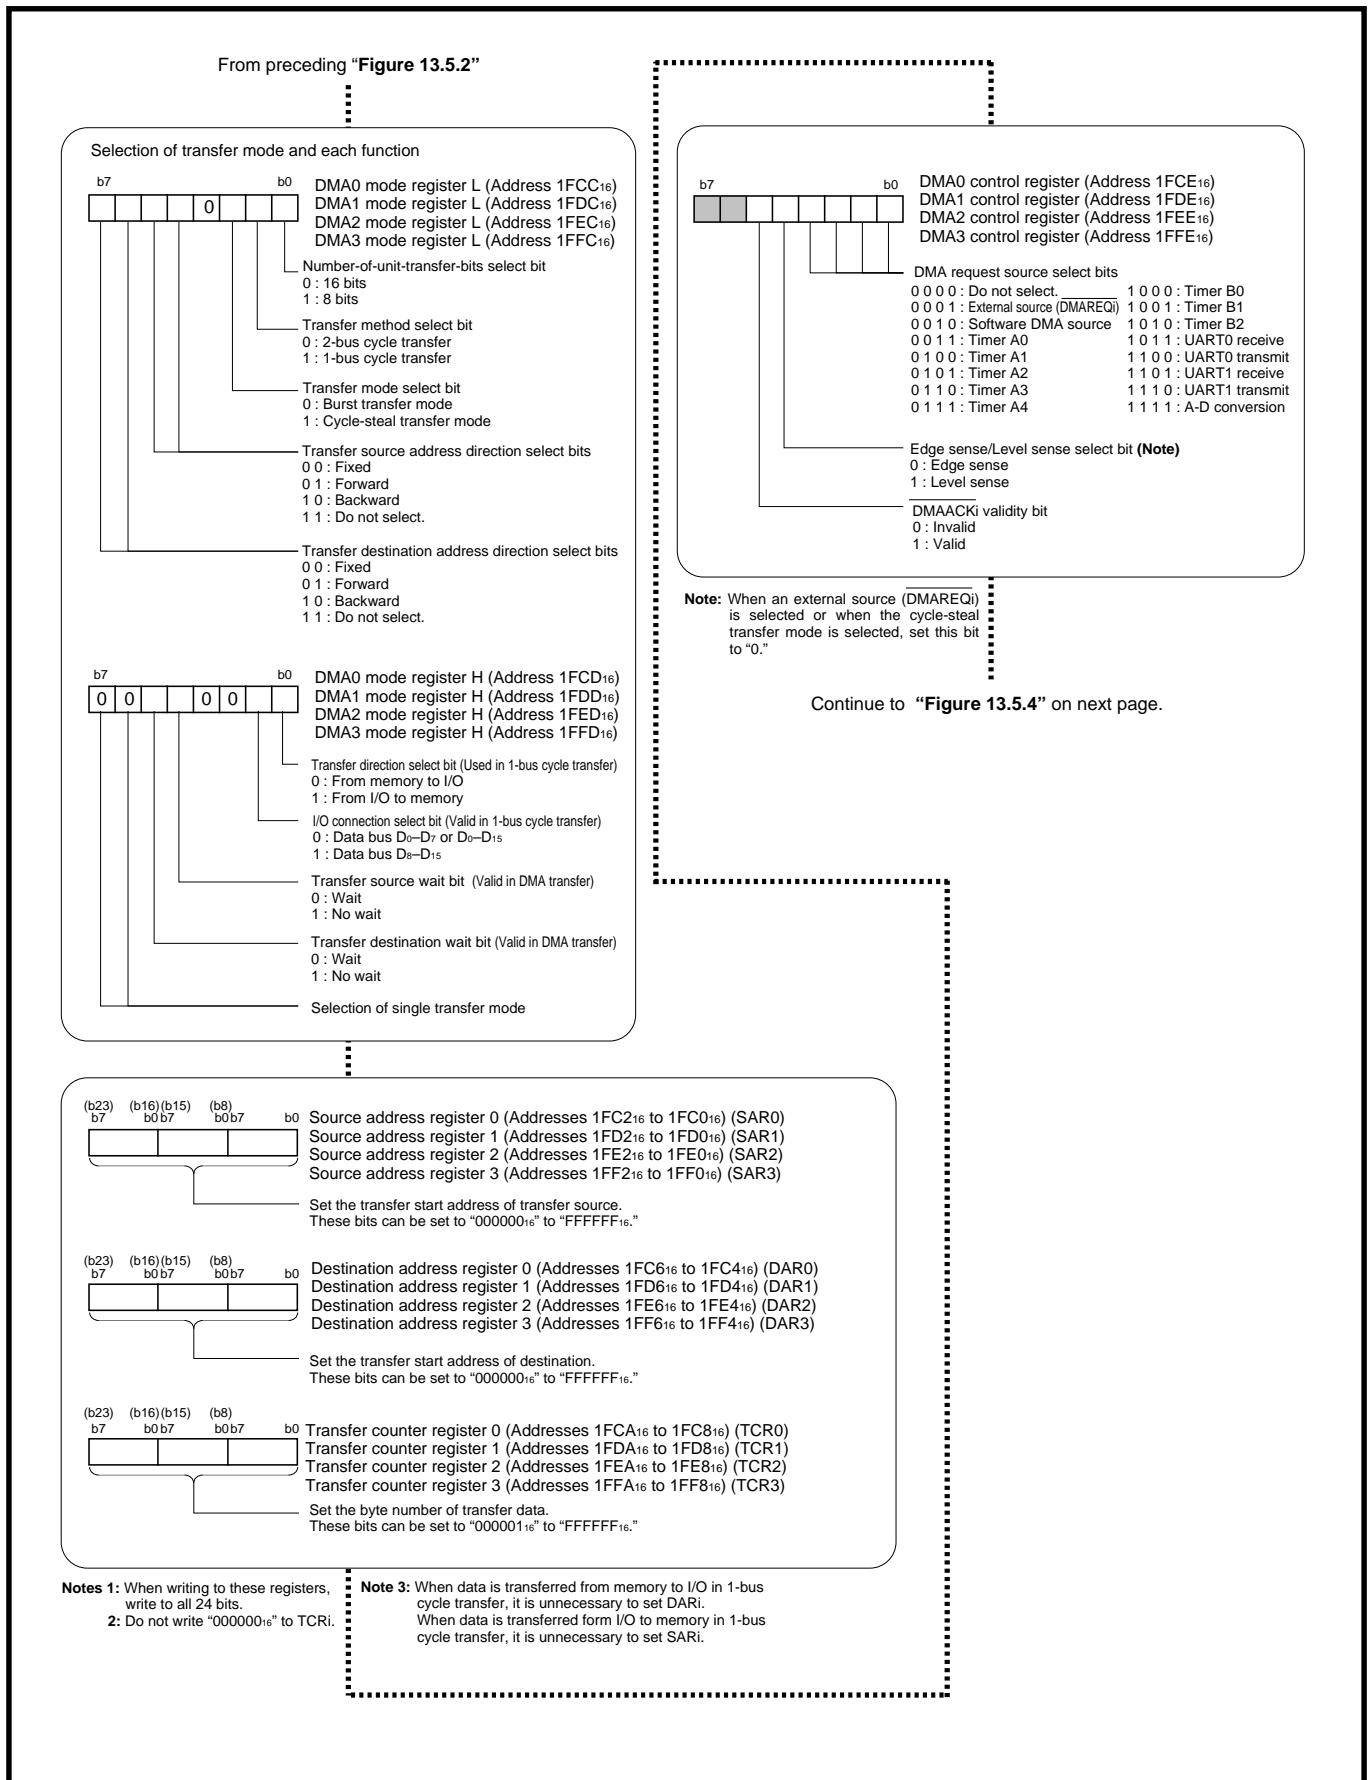 From preceding “Figure 13.5.2”
Selection of transfer mode and each function
b7 b0
0
DMA0 mode register L (Address 1FCC16)
DMA1 mode register L (Address 1FDC16)
DMA2 mode register L (Address 1FEC16)
DMA3 mode register L (Address 1FFC16)
Number-of-unit-transfer-bits select bit
0 : 16 bits
1 : 8 bits
Transfer method select bit
0 : 2-bus cycle transfer
1 : 1-bus cycle transfer
Transfer mode select bit
0 : Burst transfer mode
1 : Cycle-steal transfer mode
Transfer source address direction select bits
0 0 : Fixed
0 1 : Forward
1 0 : Backward
1 1 : Do not select.
Transfer destination address direction select bits
0 0 : Fixed
0 1 : Forward
1 0 : Backward
1 1 : Do not select.
b7 b0
0 0 0 0
DMA0 mode register H (Address 1FCD16)
DMA1 mode register H (Address 1FDD16)
DMA2 mode register H (Address 1FED16)
DMA3 mode register H (Address 1FFD16)
Transfer direction select bit (Used in 1-bus cycle transfer)
0 : From memory to I/O
1 : From I/O to memory
I/O connection select bit (Valid in 1-bus cycle transfer)
0 : Data bus D0–D7 or D0–D15
1 : Data bus D8–D15
Transfer source wait bit (Valid in DMA transfer)
0 : Wait
1 : No wait
Transfer destination wait bit (Valid in DMA transfer)
0 : Wait
1 : No wait
Selection of single transfer mode
(b23) (b16)(b15) (b8)
b7 b0 b7 b0 b7 b0
Source address register 0 (Addresses 1FC216 to 1FC016) (SAR0)
Source address register 1 (Addresses 1FD216 to 1FD016) (SAR1)
Source address register 2 (Addresses 1FE216 to 1FE016) (SAR2)
Source address register 3 (Addresses 1FF216 to 1FF016) (SAR3)
Set the transfer start address of transfer source.
These bits can be set to “00000016” to “FFFFFF16.”
(b23) (b16)(b15) (b8)
b7 b0 b7 b0 b7 b0
Destination address register 0 (Addresses 1FC616 to 1FC416) (DAR0)
Destination address register 1 (Addresses 1FD616 to 1FD416) (DAR1)
Destination address register 2 (Addresses 1FE616 to 1FE416) (DAR2)
Destination address register 3 (Addresses 1FF616 to 1FF416) (DAR3)
Set the transfer start address of destination.
These bits can be set to “00000016” to “FFFFFF16.”
(b23) (b16)(b15) (b8)
b7 b0 b7 b0 b7 b0
Transfer counter register 0 (Addresses 1FCA16 to 1FC816) (TCR0)
Transfer counter register 1 (Addresses 1FDA16 to 1FD816) (TCR1)
Transfer counter register 2 (Addresses 1FEA16 to 1FE816) (TCR2)
Transfer counter register 3 (Addresses 1FFA16 to 1FF816) (TCR3)
Set the byte number of transfer data.
These bits can be set to “00000116” to “FFFFFF16.”
Notes 1: When writing to these registers,
write to all 24 bits.
2: Do not write “00000016” to TCRi.
Note 3: When data is transferred from memory to I/O in 1-bus
cycle transfer, it is unnecessary to set DARi.
When data is transferred form I/O to memory in 1-bus
cycle transfer, it is unnecessary to set SARi.
b7 b0
DMA0 control register (Address 1FCE16)
DMA1 control register (Address 1FDE16)
DMA2 control register (Address 1FEE16)
DMA3 control register (Address 1FFE16)
DMA request source select bits
0 0 0 0 : Do not select. 1 0 0 0 : Timer B0
0 0 0 1 : External source (DMAREQi) 1 0 0 1 : Timer B1
0 0 1 0 : Software DMA source 1 0 1 0 : Timer B2
0 0 1 1 : Timer A0 1 0 1 1 : UART0 receive
0 1 0 0 : Timer A1 1 1 0 0 : UART0 transmit
0 1 0 1 : Timer A2 1 1 0 1 : UART1 receive
0 1 1 0 : Timer A3 1 1 1 0 : UART1 transmit
0 1 1 1 : Timer A4 1 1 1 1 : A-D conversion
Edge sense/Level sense select bit (Note)
0 : Edge sense
1 : Level sense
DMAACKi validity bit
0 : Invalid
1 : Valid
Note: When an external source (DMAREQi)
is selected or when the cycle-steal
transfer mode is selected, set this bit
to “0.”
Continue to “Figure 13.5.4” on next page.